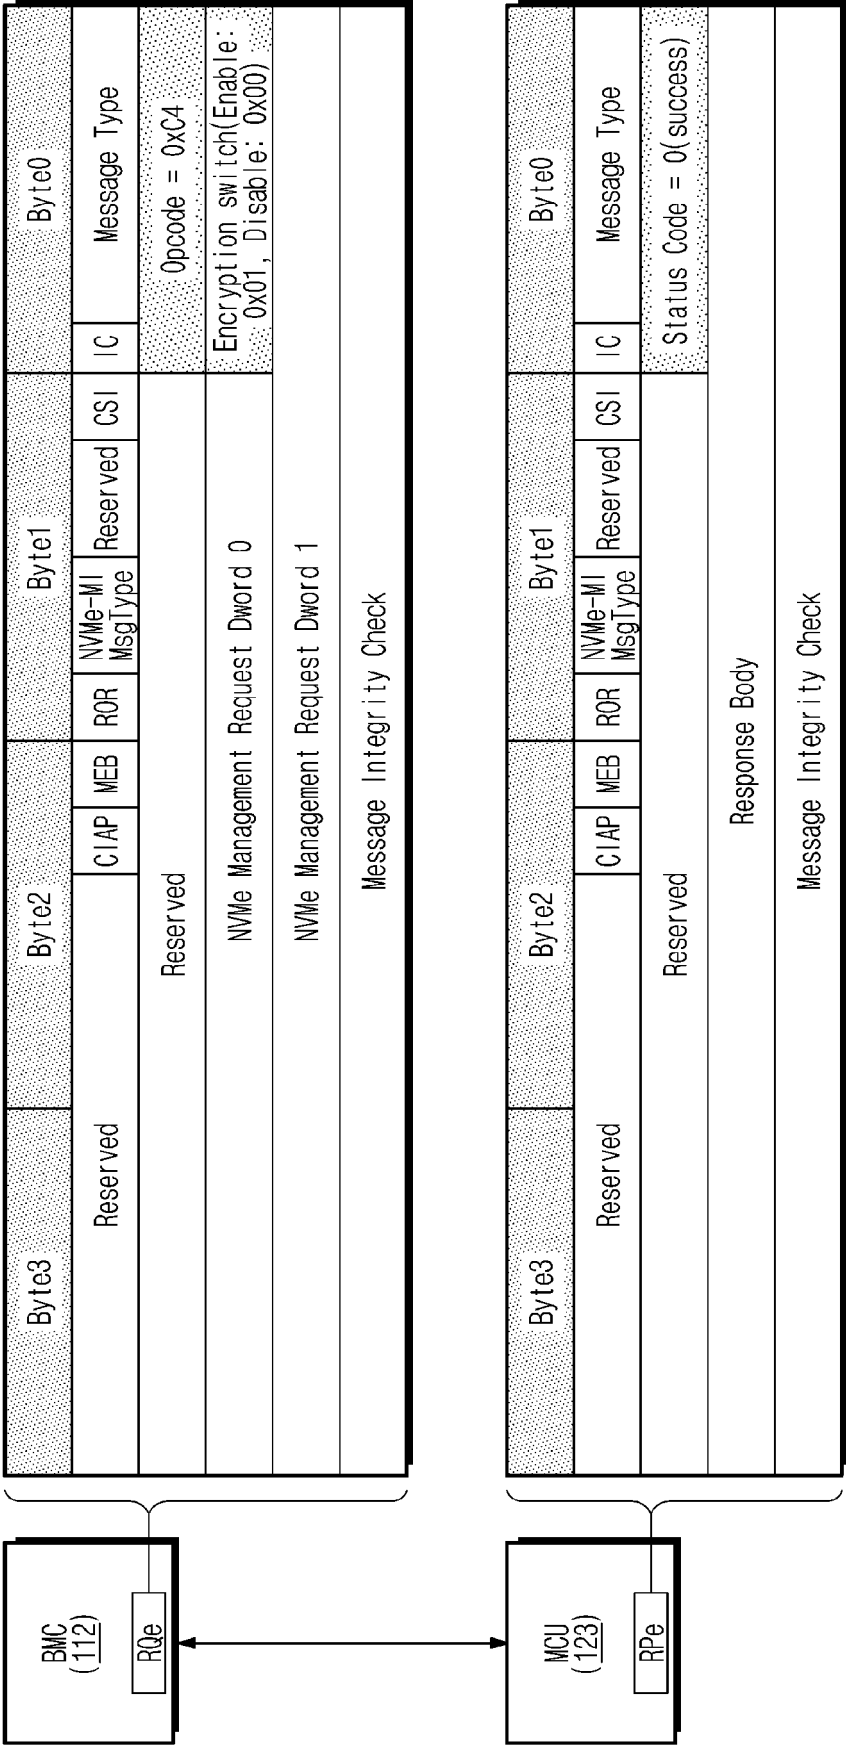 BMC
(112)
RQe
Byte3
Byte2
Byte1
Byte0
Reserved
CIAP
MEB
ROR
NVMe-MI
MsgType
Reserved
CSI
IC
Message Type
Reserved
Opcode = 0xC4
NVMe Management Request Dword 0
Encryption switch(Enable:
0x01, Disable: 0x00)
NVMe Management Request Dword 1
Message Integrity Check
MCU
(123)
RPe
Byte3
Byte2
Byte1
Byte0
Reserved
CIAP
MEB
ROR
NVMe-MI
MsgType
Reserved
CSI
IC
Message Type
Reserved
Status Code = 0(success)
Response Body
Message Integrity Check